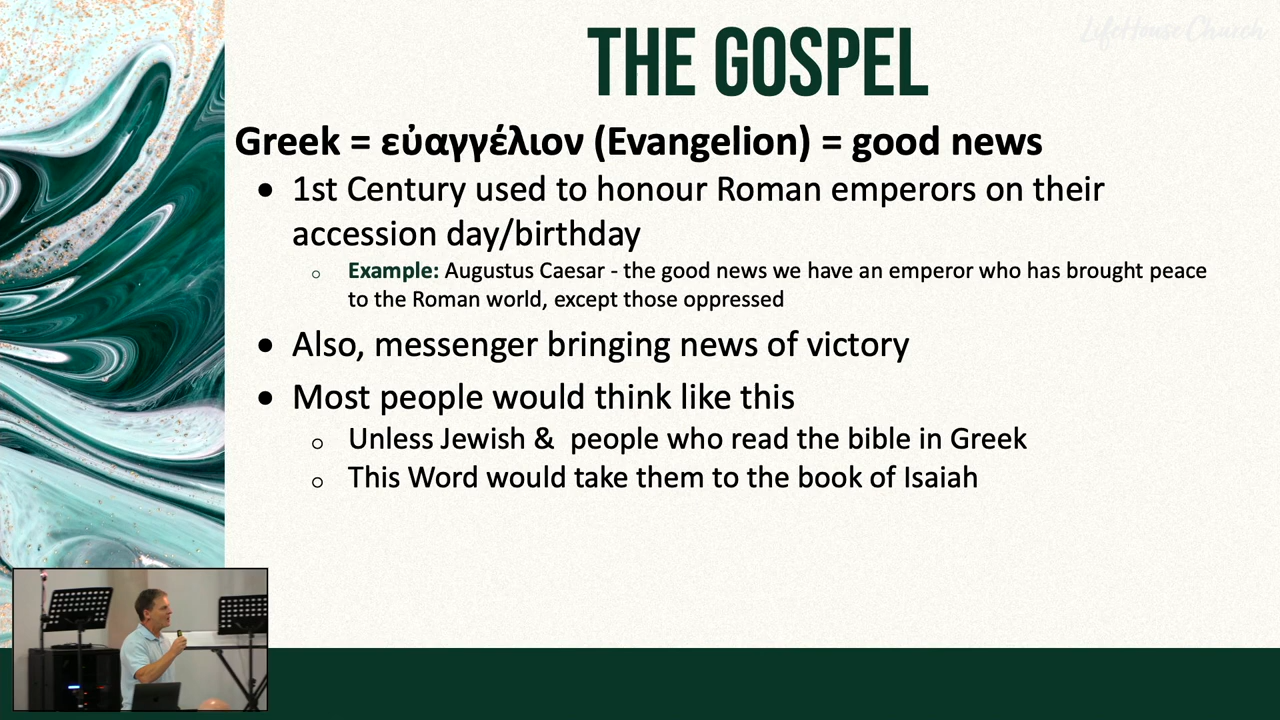 LifeHouse Church
THE GOSPEL
Greek = εὐαγγέλιον (Evangelion) = good news
• 1st Century used to honour Roman emperors on their
accession day/birthday
○ Example: Augustus Caesar - the good news we have an emperor who has brought peace
to the Roman world, except those oppressed
• Also, messenger bringing news of victory
• Most people would think like this
○ Unless Jewish &  people who read the bible in Greek
○ This Word would take them to the book of Isaiah